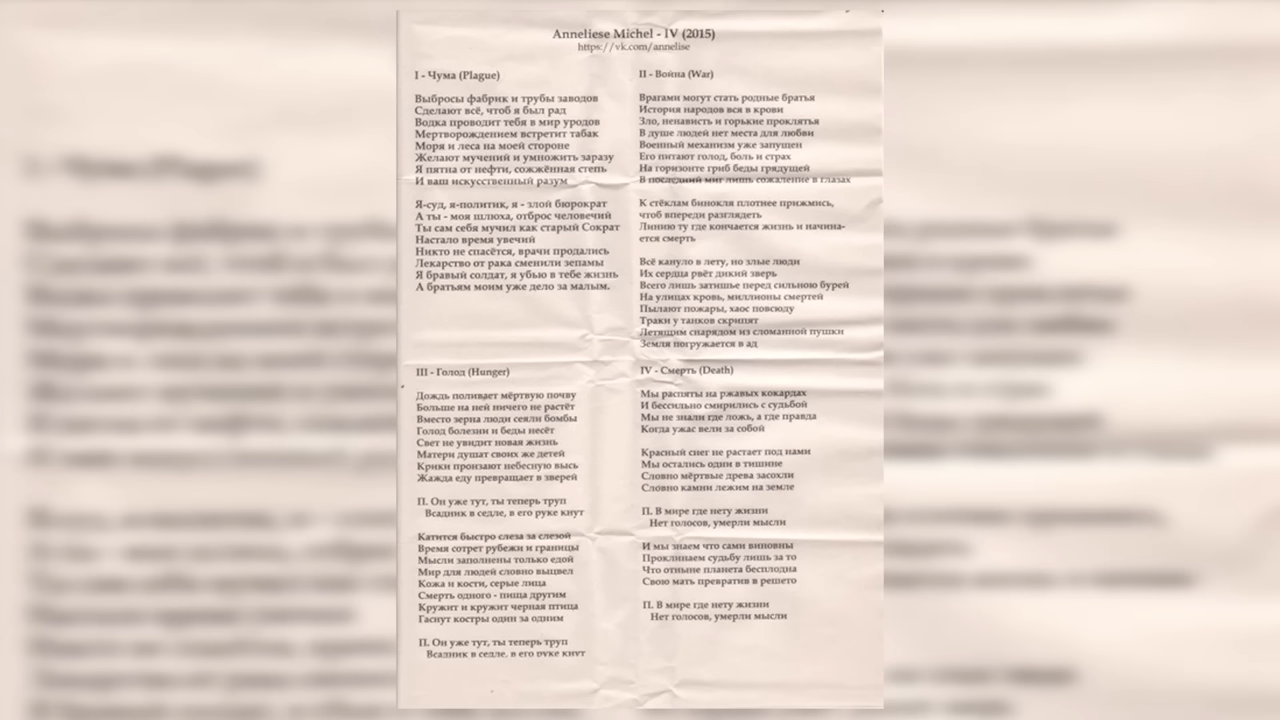 Anneliese Michel - IV (2015)
https://vk.com/annelise
I - Чума (Plague)
Выбросы фабрик и трубы заводов
Сделают всё, чтоб я был рад
Водка проводит тебя в мир уродов
Мертворождением встретит табак
Моря и леса на моей стороне
Желают мучений и умножить заразу
Я пятна от нефти, сожжённая степь
И ваш искусственный разум
Я-суд, я-политик, я - злой бюрократ
А ты - моя шлюха, отброс человечий
Ты сам себя мучил как старый Сократ
Настало время увечий
Никто не спасётся, врачи продались
Лекарство от рака сменили зепамы
Я бравый солдат, я убью в тебе жизнь
А братьям моим уже дело за малым.
II - Война (War)
Врагами могут стать родные братья
История народов вся в крови
Зло, ненависть и горькие проклятья
В душе людей нет места для любви
Военный механизм уже запущен
Его питают голод, боль и страх
На горизонте гриб беды грядущей
В последний миг лишь сожаление в глазах
К стёклам бинокля плотнее прижмись,
чтоб впереди разглядеть
Линию ту где кончается жизнь и начина-
ется смерть
Всё кануло в лету, но злые люди
Их сердца рвёт дикий зверь
Всего лишь затишье перед сильною бурей
На улицах кровь, миллионы смертей
Пылают пожары, хаос повсюду
Траки у танков скрипят
Летящим снарядом из сломанной пушки
Земля погружается в ад
III - Голод (Hunger)
Дождь поливает мёртвую почву
Больше на ней ничего не растёт
Вместо зерна люди сеяли бомбы
Голод болезни и беды несёт
Свет не увидит новая жизнь
Матери душат своих же детей
Крики пронзают небесную высь
Жажда еду превращает в зверей
П. Он уже тут, ты теперь труп
Всадник в седле, в его руке кнут
Катится быстро слеза за слезой
Время сотрет рубежи и границы
Мысли заполнены только едой
Мир для людей словно выцвел
Кожа и кости, серые лица
Смерть одного - пища другим
Кружит и кружит черная птица
Гаснут костры один за одним
П. Он уже тут, ты теперь труп
Всадник в седле, в его руке кнут
IV - Смерть (Death)
Мы распяты на ржавых кокардах
И бессильно смирились с судьбой
Мы не знали где ложь, а где правда
Когда ужас вели за собой
Красный снег не растает под нами
Мы остались одни в тишине
Словно мёртвые древа засохли
Словно камни лежим на земле
П. В мире где нету жизни
Нет голосов, умерли мысли
И мы знаем что сами виновны
Проклинаем судьбу лишь за то
Что отныне планета бесплодна
Свою мать превратив в решето
П. В мире где нету жизни
Нет голосов, умерли мысли